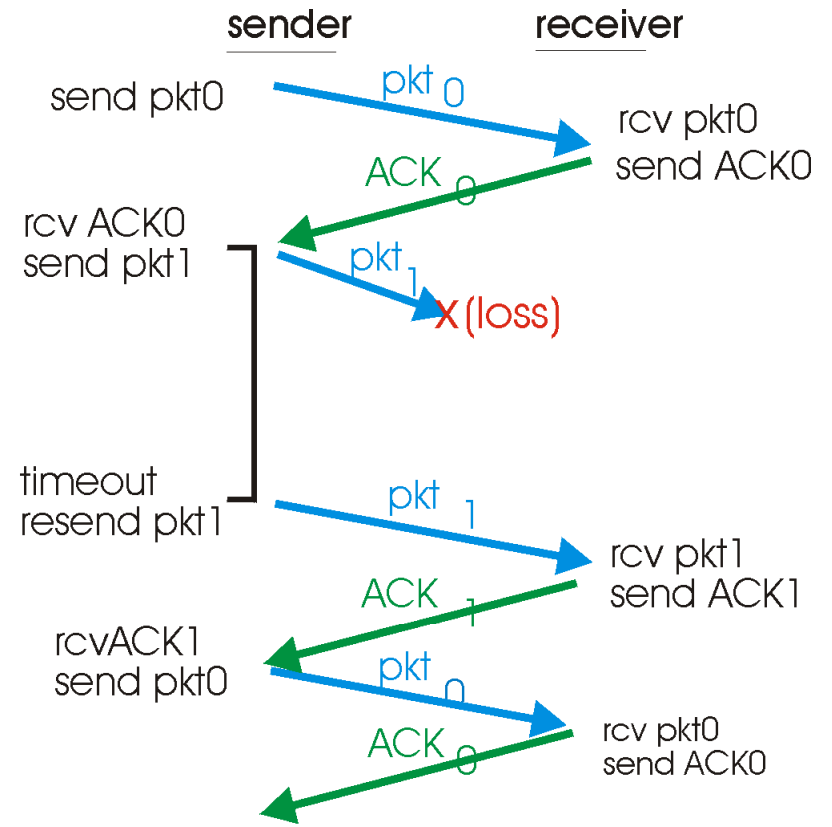 sender
receiver
send pkt0
pkt 0
rcv pkt0
send ACK0
ACK 0
rcv ACK0
send pkt1
pkt 1
X(loss)
timeout
resend pkt1
pkt 1
rcv pkt1
send ACK1
ACK 1
rcvACK1
send pkt0
pkt 0
rcv pkt0
send ACK0
ACK 0